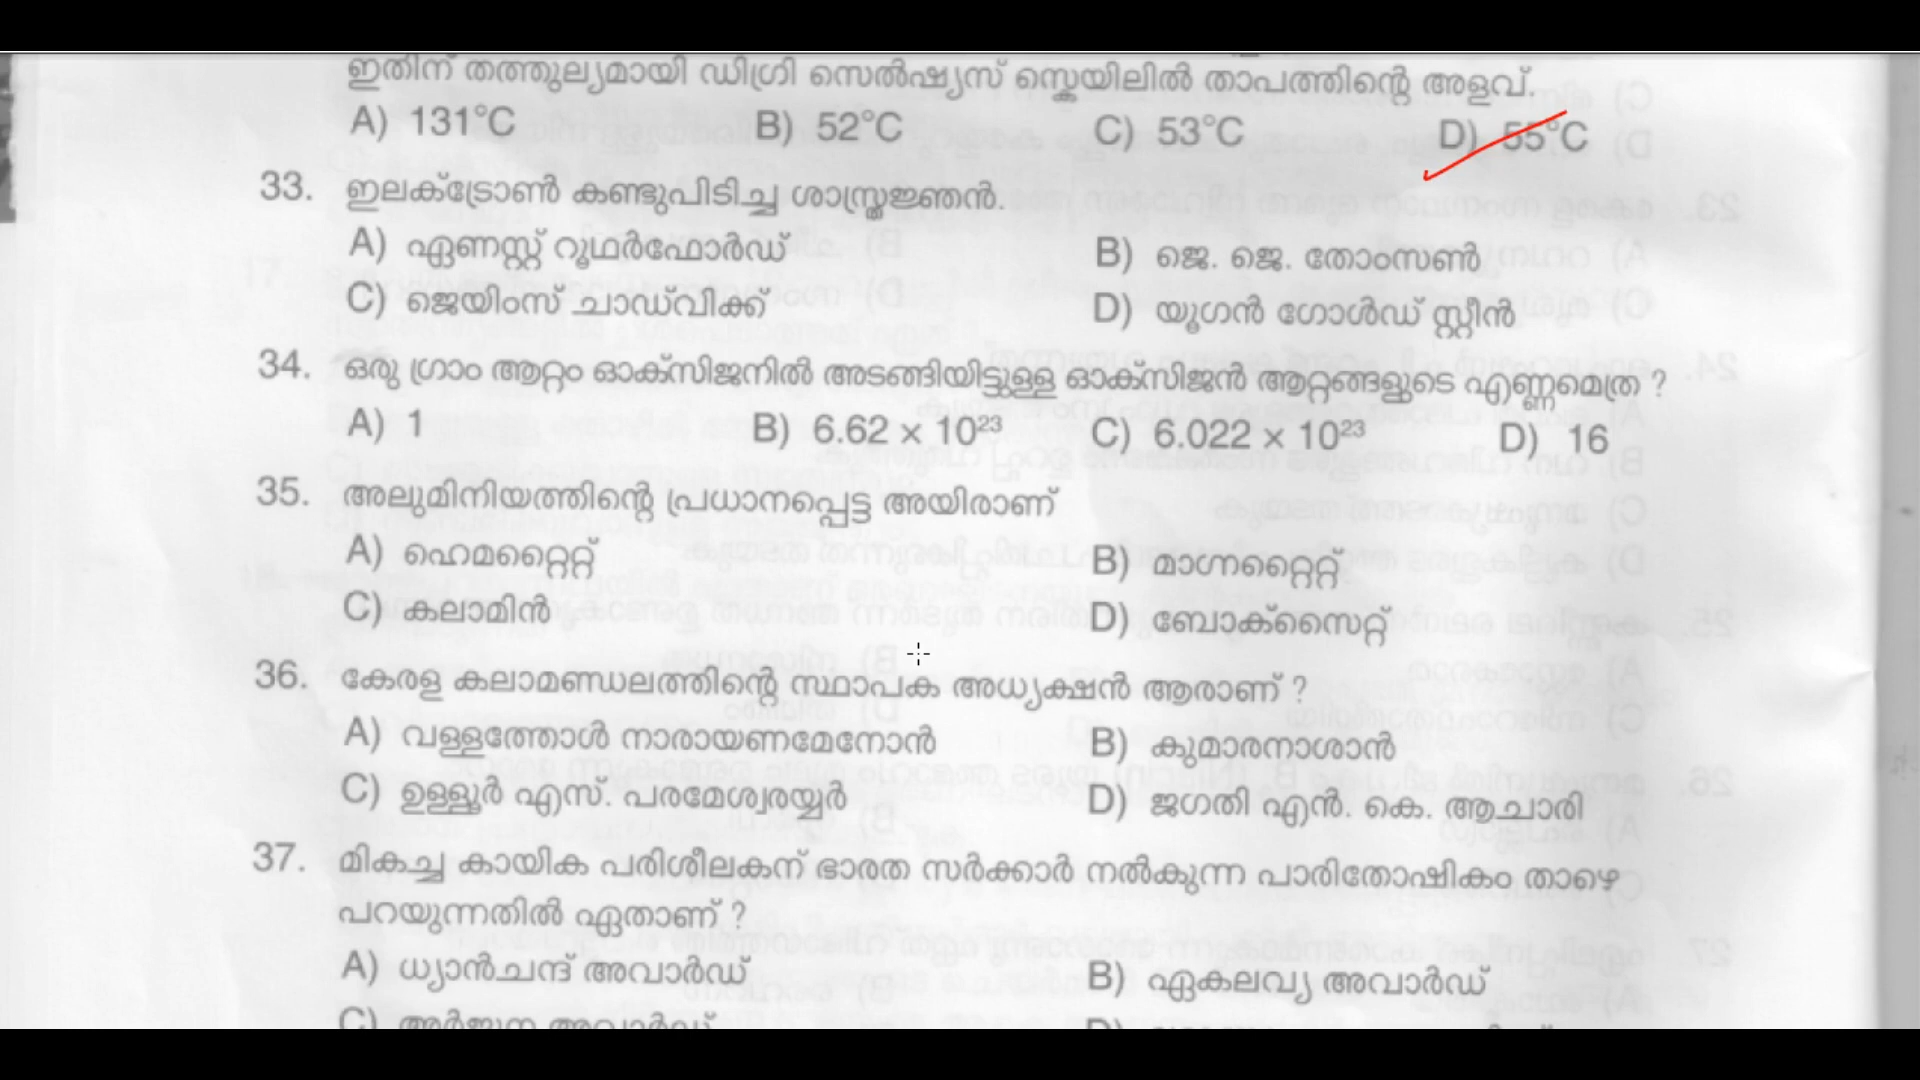 ഇതിന് തത്തുല്യമായി ഡിഗ്രി സെൽഷ്യസ് സ്കെയിലിൽ താപത്തിന്റെ അളവ്.
A) 131°C B) 52°C C) 53°C D) 55°C
33. ഇലക്ട്രോൺ കണ്ടുപിടിച്ച ശാസ്ത്രജ്ഞൻ.
A) ഏണസ്റ്റ് റൂഥർഫോർഡ് B) ജെ. ജെ. തോംസൺ
C) ജെയിംസ് ചാഡ്‌വിക്ക് D) യൂഗൻ ഗോൾഡ് സ്റ്റീൻ
34. ഒരു ഗ്രാം ആറ്റം ഓക്സിജനിൽ അടങ്ങിയിട്ടുള്ള ഓക്സിജൻ ആറ്റങ്ങളുടെ എണ്ണമെത്ര ?
A) 1 B) 6.62 × 10²³ C) 6.022 × 10²³ D) 16
35. അലുമിനിയത്തിന്റെ പ്രധാനപ്പെട്ട അയിരാണ്
A) ഹെമറ്റൈറ്റ് B) മാഗ്നറ്റൈറ്റ്
C) കലാമിൻ D) ബോക്സൈറ്റ്
36. കേരള കലാമണ്ഡലത്തിന്റെ സ്ഥാപക അധ്യക്ഷൻ ആരാണ് ?
A) വള്ളത്തോൾ നാരായണമേനോൻ B) കുമാരനാശാൻ
C) ഉള്ളൂർ എസ്. പരമേശ്വരയ്യർ D) ജഗതി എൻ. കെ. ആചാരി
37. മികച്ച കായിക പരിശീലകന് ഭാരത സർക്കാർ നൽകുന്ന പാരിതോഷികം താഴെ
പറയുന്നതിൽ ഏതാണ് ?
A) ധ്യാൻചന്ദ് അവാർഡ് B) ഏകലവ്യ അവാർഡ്
C) അർജുന അവാർഡ് D)